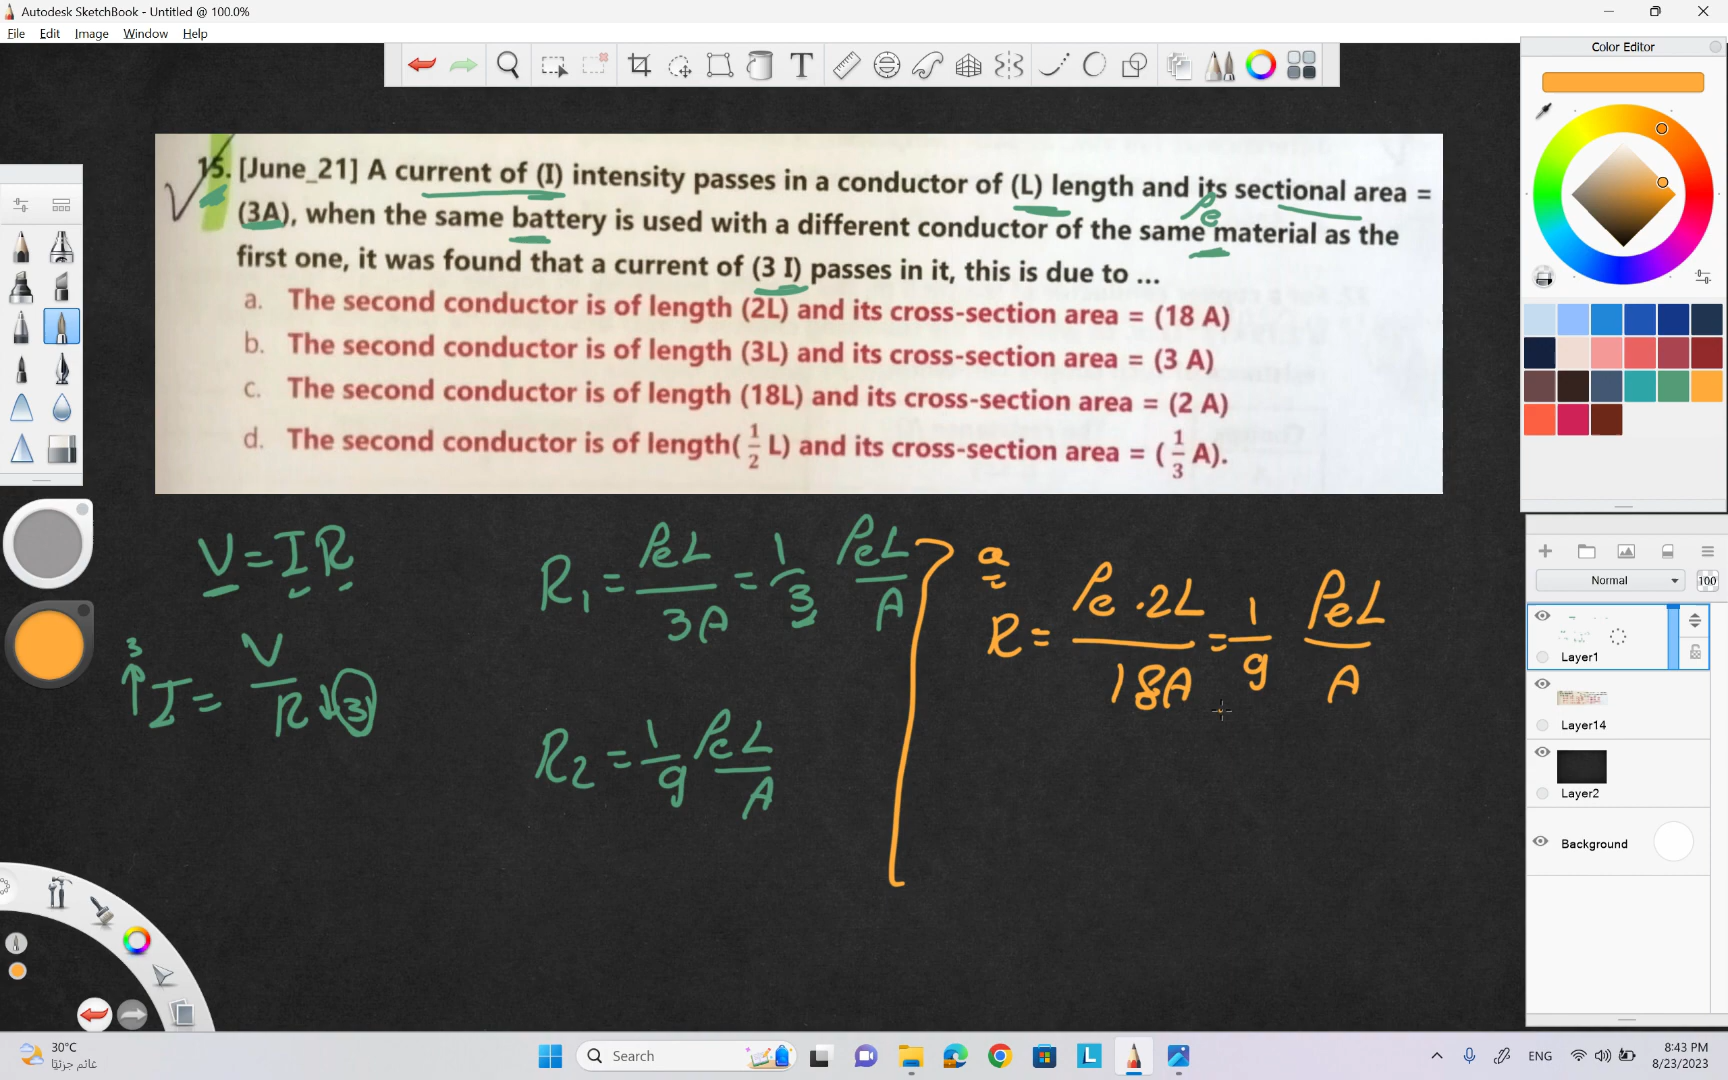 Autodesk SketchBook - Untitled @ 100.0%
File Edit Image Window Help
T
Color Editor
15. [June_21] A current of (I) intensity passes in a conductor of (L) length and its sectional area =
(3A), when the same battery is used with a different conductor of the same material as the
first one, it was found that a current of (3 I) passes in it, this is due to ...
a. The second conductor is of length (2L) and its cross-section area = (18 A)
b. The second conductor is of length (3L) and its cross-section area = (3 A)
c. The second conductor is of length (18L) and its cross-section area = (2 A)
d. The second conductor is of length( 1/2 L) and its cross-section area = ( 1/3 A).
ρe
V = I R
3 ↑ I = V/R ↓ 3
R1 = ρeL/3A = 1/3 ρeL/A
R2 = 1/9 ρeL/A
a
R = ρe . 2L/18A = 1/9 ρeL/A
Normal 100
Layer1
Layer14
Layer2
Background
30°C
غائم جزئيًا
Search
L
ENG
8:43 PM
8/23/2023